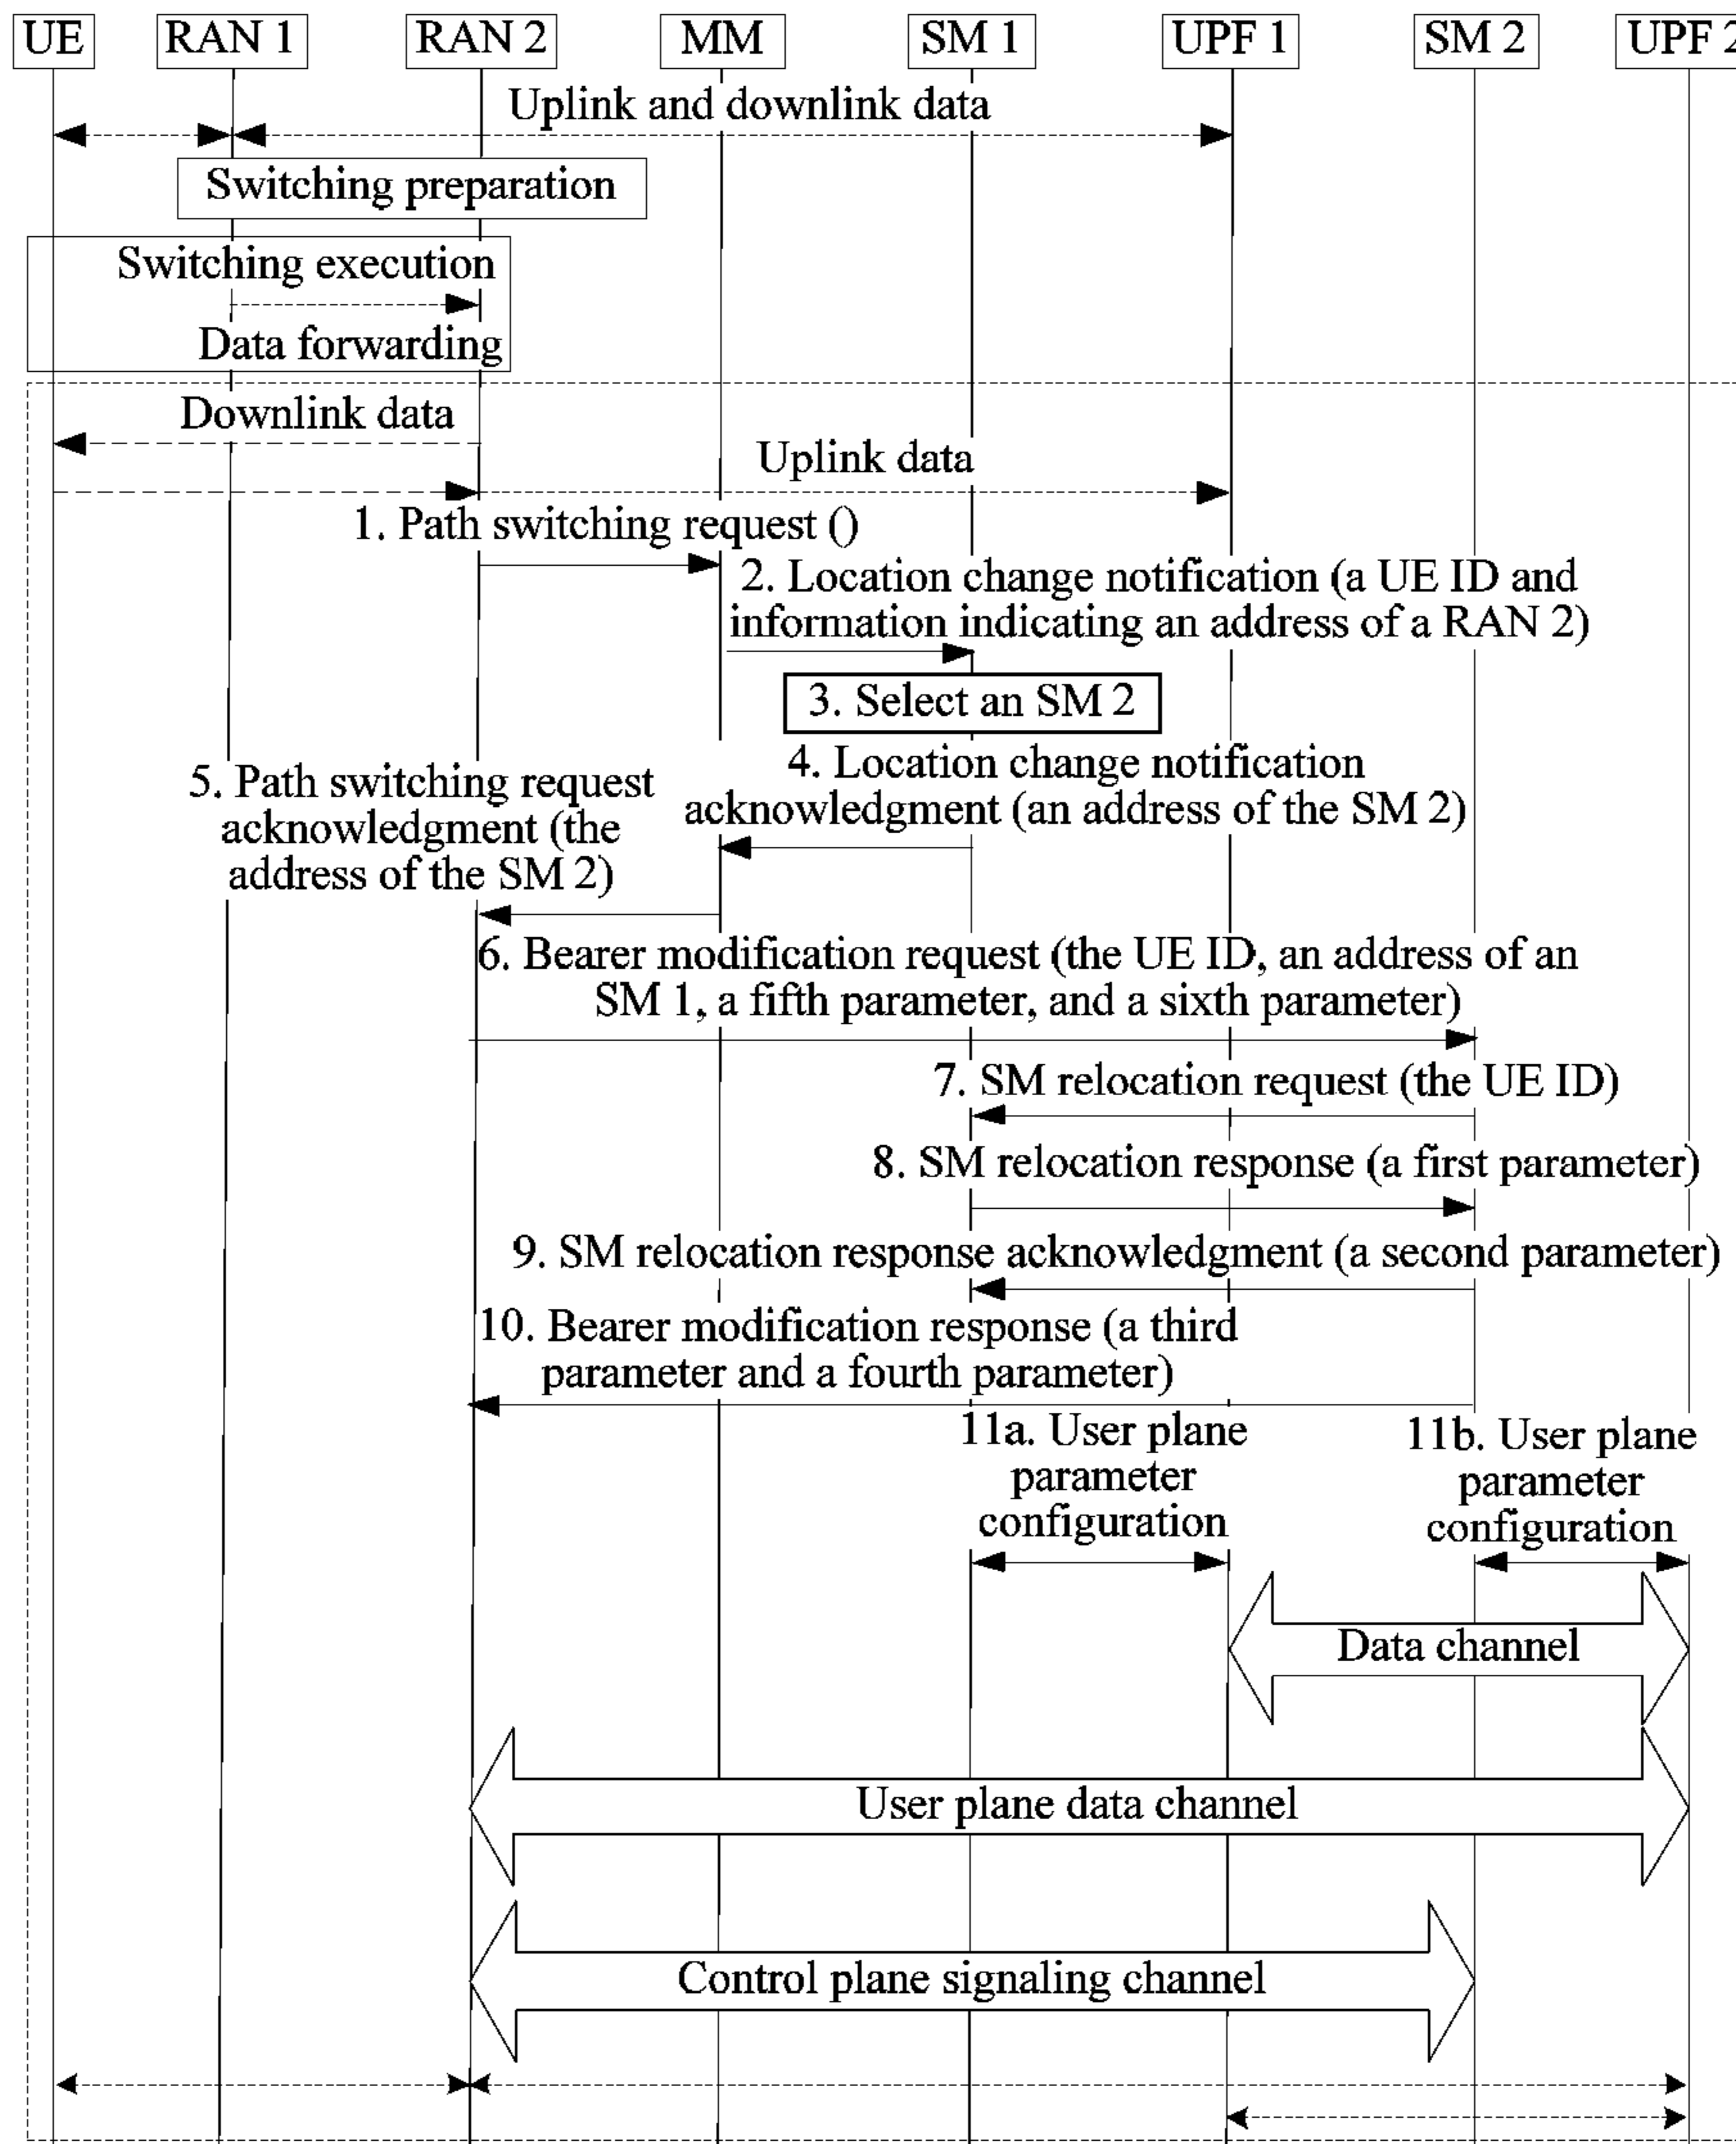 UE
RAN 1
RAN 2
MM
SM 1
UPF 1
SM 2
UPF 2
Uplink and downlink data
Switching preparation
Switching execution
Data forwarding
Downlink data
Uplink data
1. Path switching request ()
2. Location change notification (a UE ID and
information indicating an address of a RAN 2)
3. Select an SM 2
4. Location change notification
acknowledgment (an address of the SM 2)
5. Path switching request
acknowledgment (the
address of the SM 2)
6. Bearer modification request (the UE ID, an address of an
SM 1, a fifth parameter, and a sixth parameter)
7. SM relocation request (the UE ID)
8. SM relocation response (a first parameter)
9. SM relocation response acknowledgment (a second parameter)
10. Bearer modification response (a third
parameter and a fourth parameter)
11a. User plane
parameter
configuration
11b. User plane
parameter
configuration
Data channel
User plane data channel
Control plane signaling channel